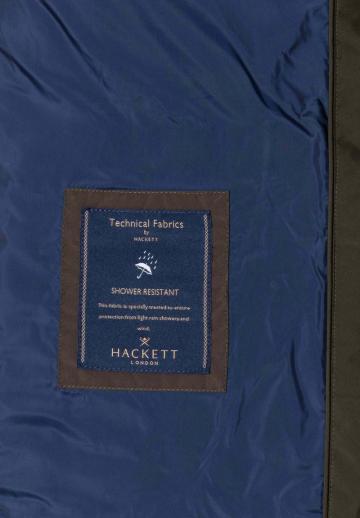 Technical Fabrics
by
HACKETT
SHOWER RESISTANT
This fabric is specially treated to ensure
protection from light rain showers and
wind.
HACKETT
LONDON